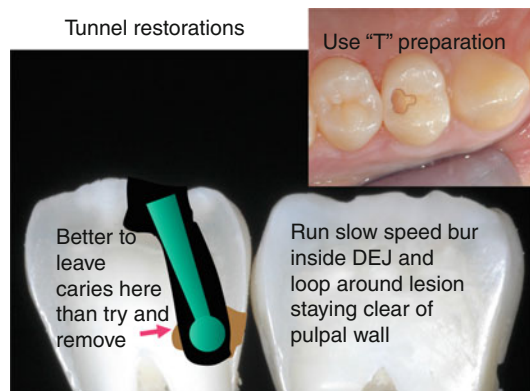 Tunnel restorations
Use “T” preparation
Better to
leave
caries here
than try and
remove
Run slow speed bur
inside DEJ and
loop around lesion
staying clear of
pulpal wall